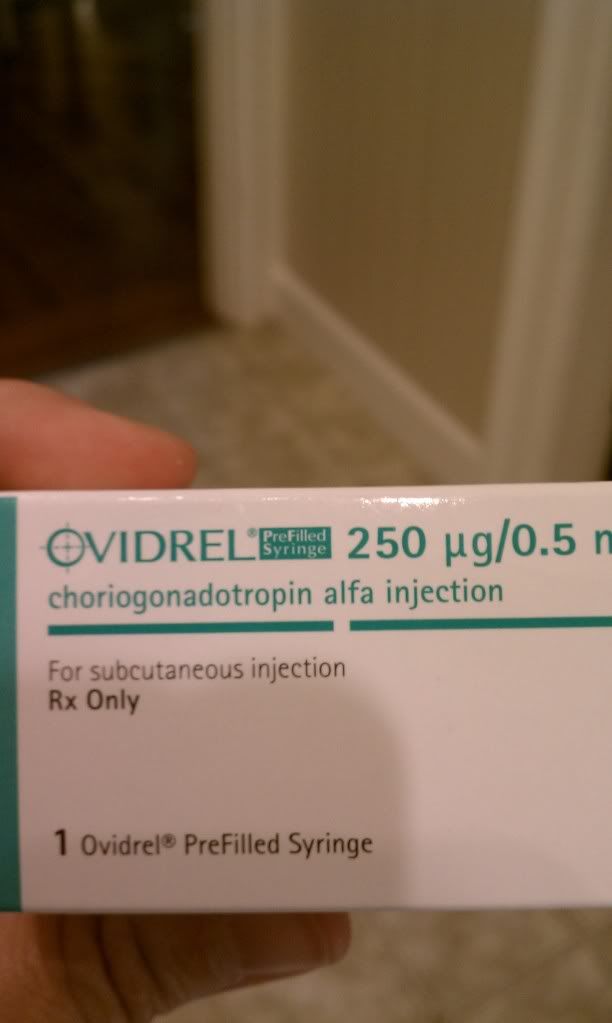 OVIDREL® PreFilled Syringe 250 µg/0.5
choriogonadotropin alfa injection
For subcutaneous injection
Rx Only
1 Ovidrel® PreFilled Syringe